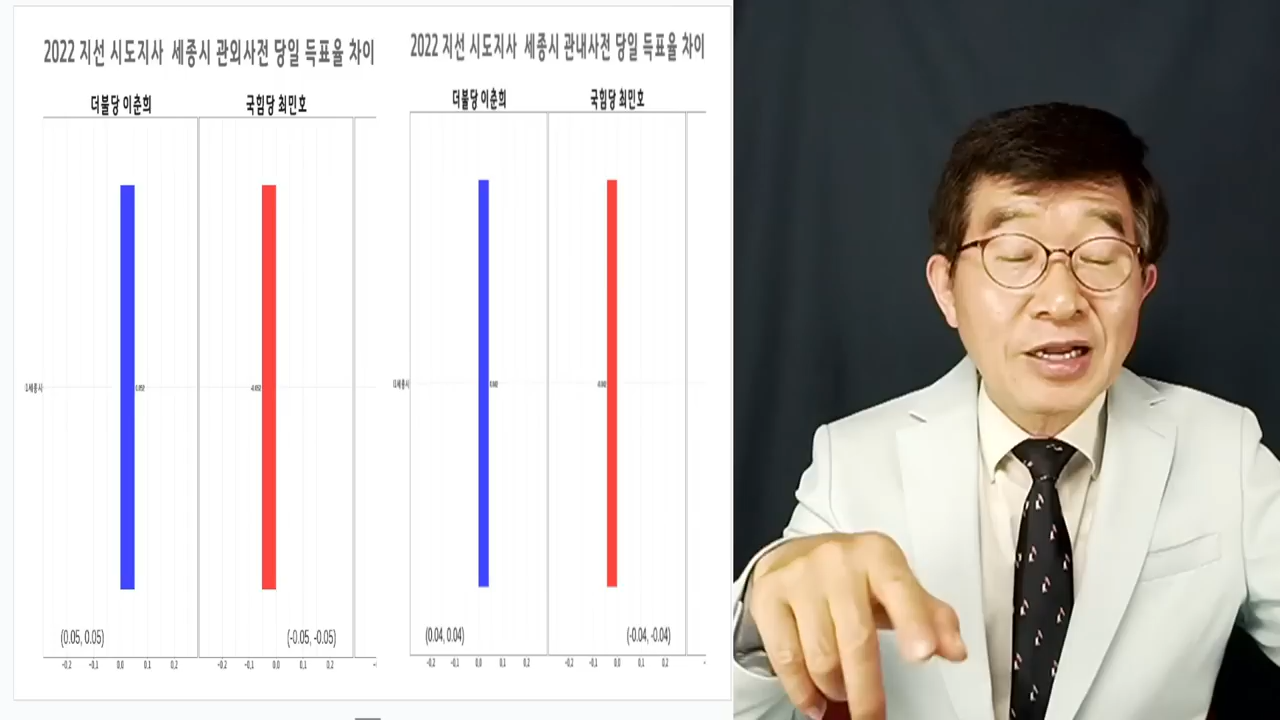 2022 지선 시도지사 세종시 관외사전 당일 득표율 차이
더불당 이춘희
국힘당 최민호
(0.05, 0.05)
(-0.05, -0.05)
-0.2 -0.1 0.0 0.1 0.2
-0.2 -0.1 0.0 0.1 0.2
2022 지선 시도지사 세종시 관내사전 당일 득표율 차이
더불당 이춘희
국힘당 최민호
(0.04, 0.04)
(-0.04, -0.04)
-0.2 -0.1 0.0 0.1 0.2
-0.2 -0.1 0.0 0.1 0.2